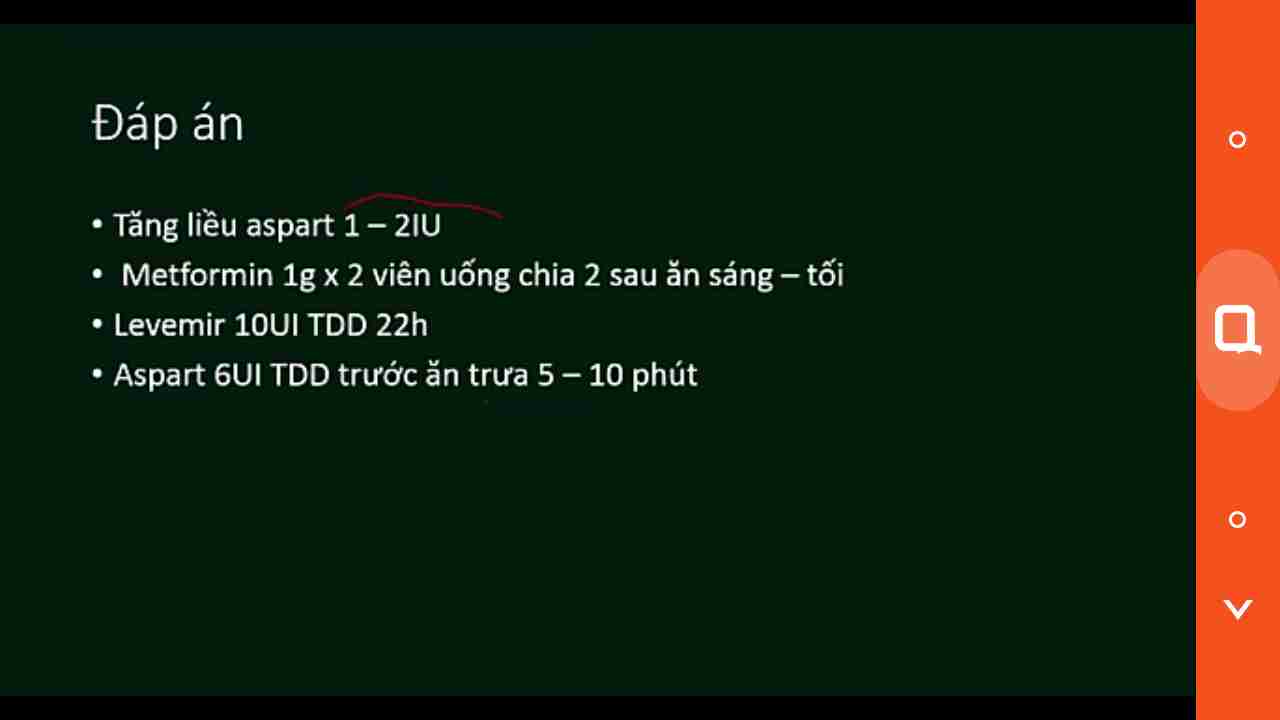 Đáp án
• Tăng liều aspart 1 – 2IU
• Metformin 1g x 2 viên uống chia 2 sau ăn sáng – tối
• Levemir 10UI TDD 22h
• Aspart 6UI TDD trước ăn trưa 5 – 10 phút